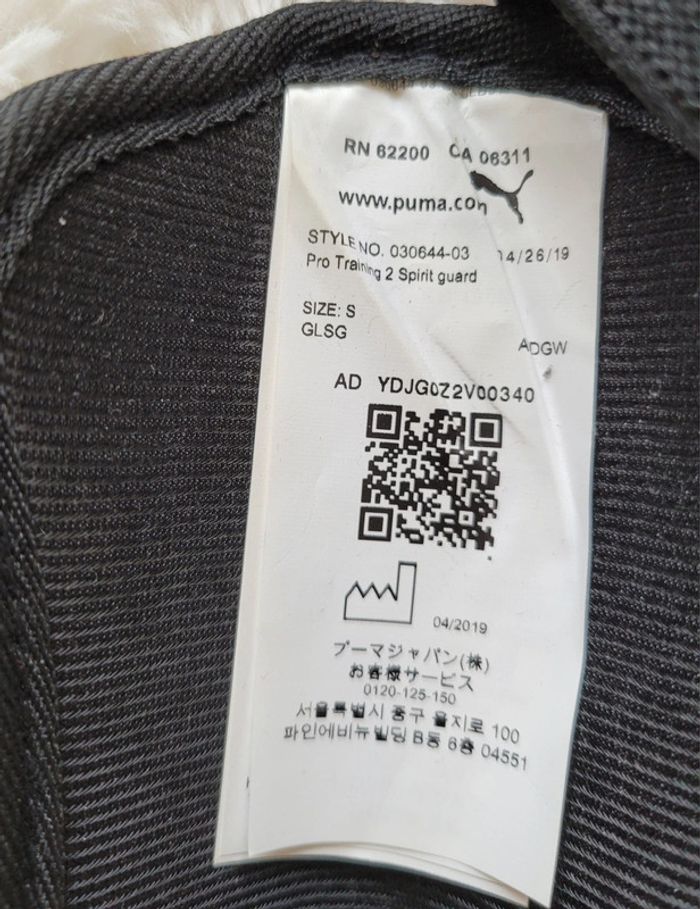 RN 62200 CA 06311
www.puma.com
STYLE NO. 030644-03 04/26/19
Pro Training 2 Spirit guard
SIZE: S
GLSG
ADGW
AD YDJG0Z2V00340
04/2019
プーマジャパン(株)
お客様サービス
0120-125-150
서울특별시 중구 을지로 100
파인에비뉴빌딩 B동 6층 04551